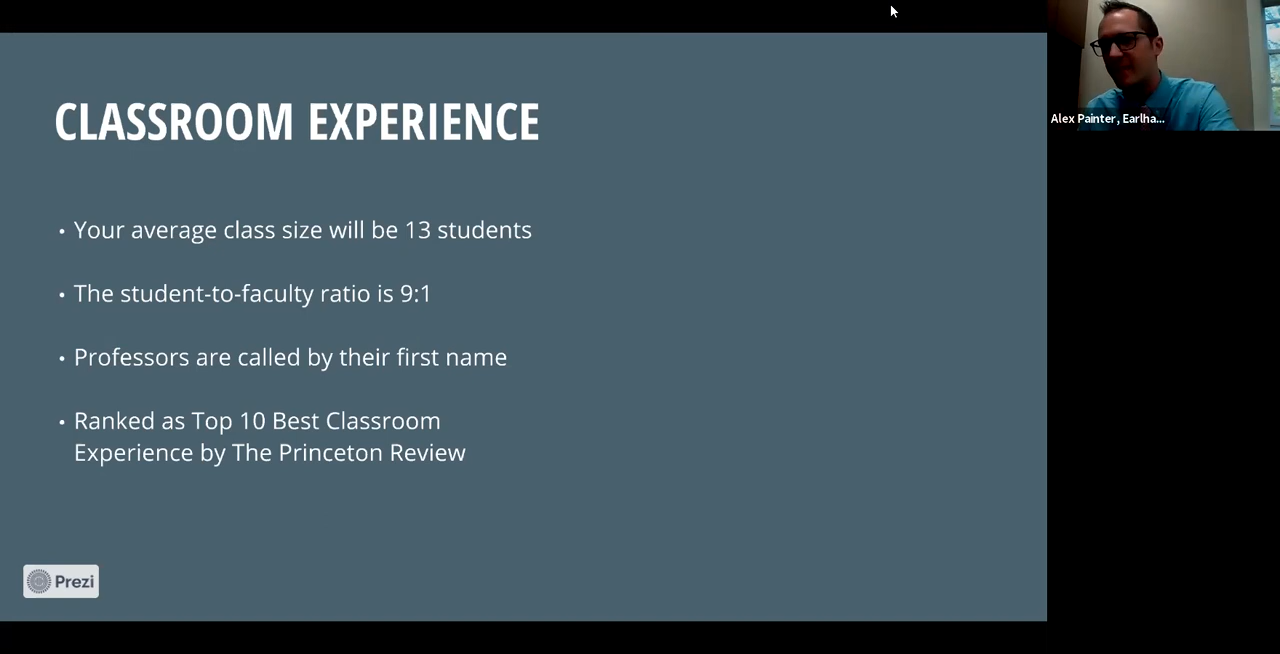 CLASSROOM EXPERIENCE
• Your average class size will be 13 students
• The student-to-faculty ratio is 9:1
• Professors are called by their first name
• Ranked as Top 10 Best Classroom
Experience by The Princeton Review
Prezi
Alex Painter, Earlha...